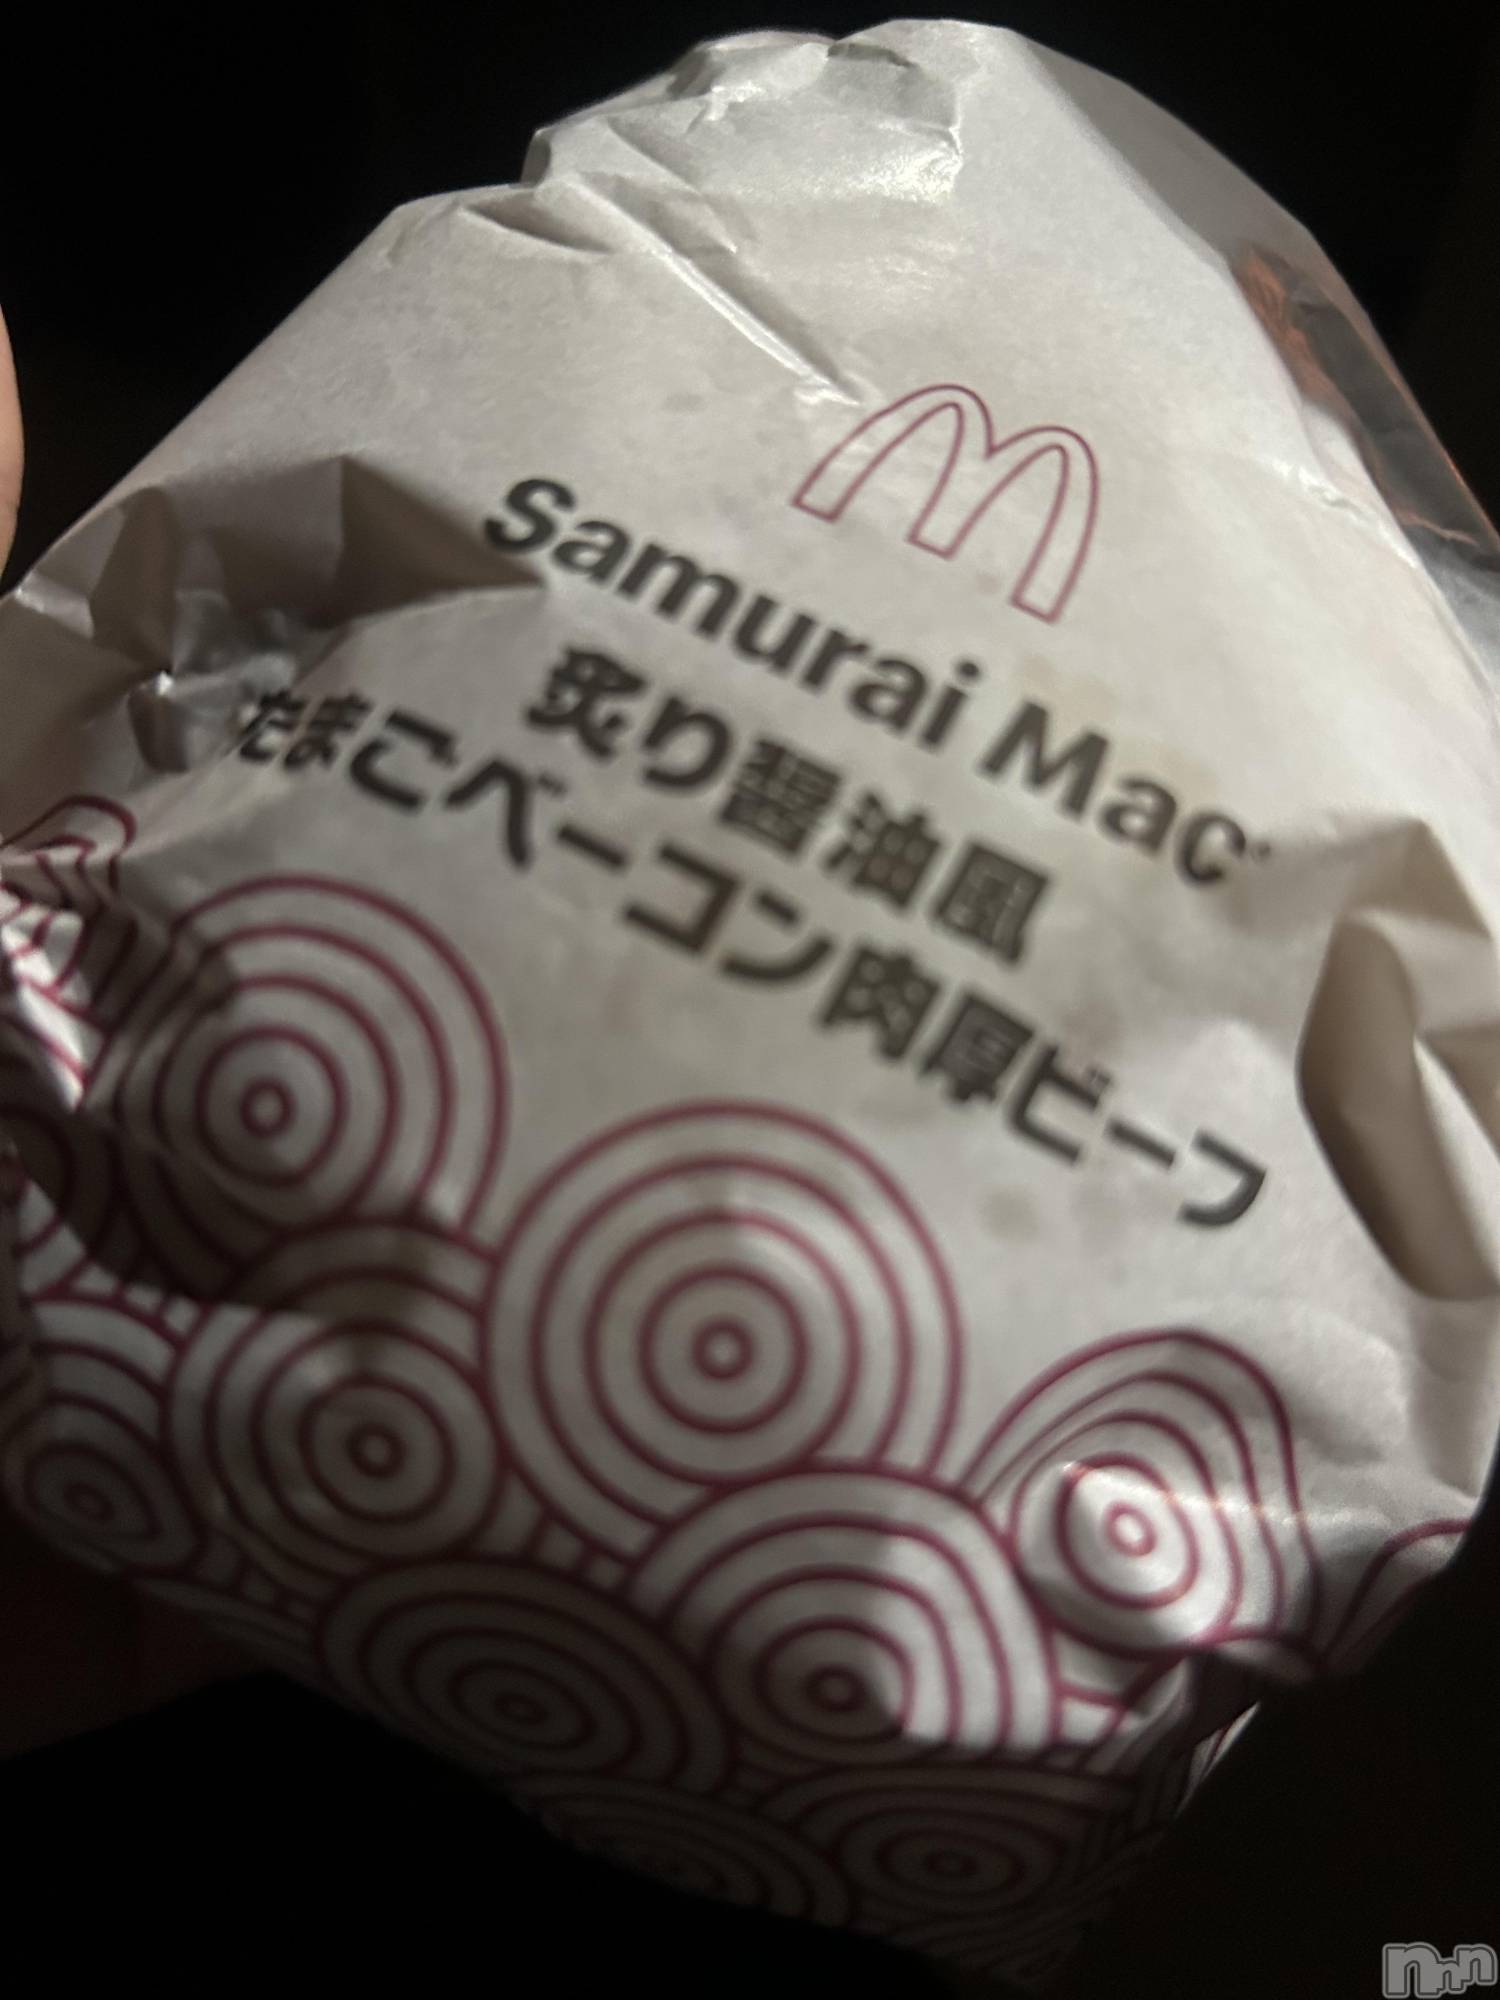 Samurai Mac
炙り醤油風
たまごベーコン肉厚ビーフ
nnn